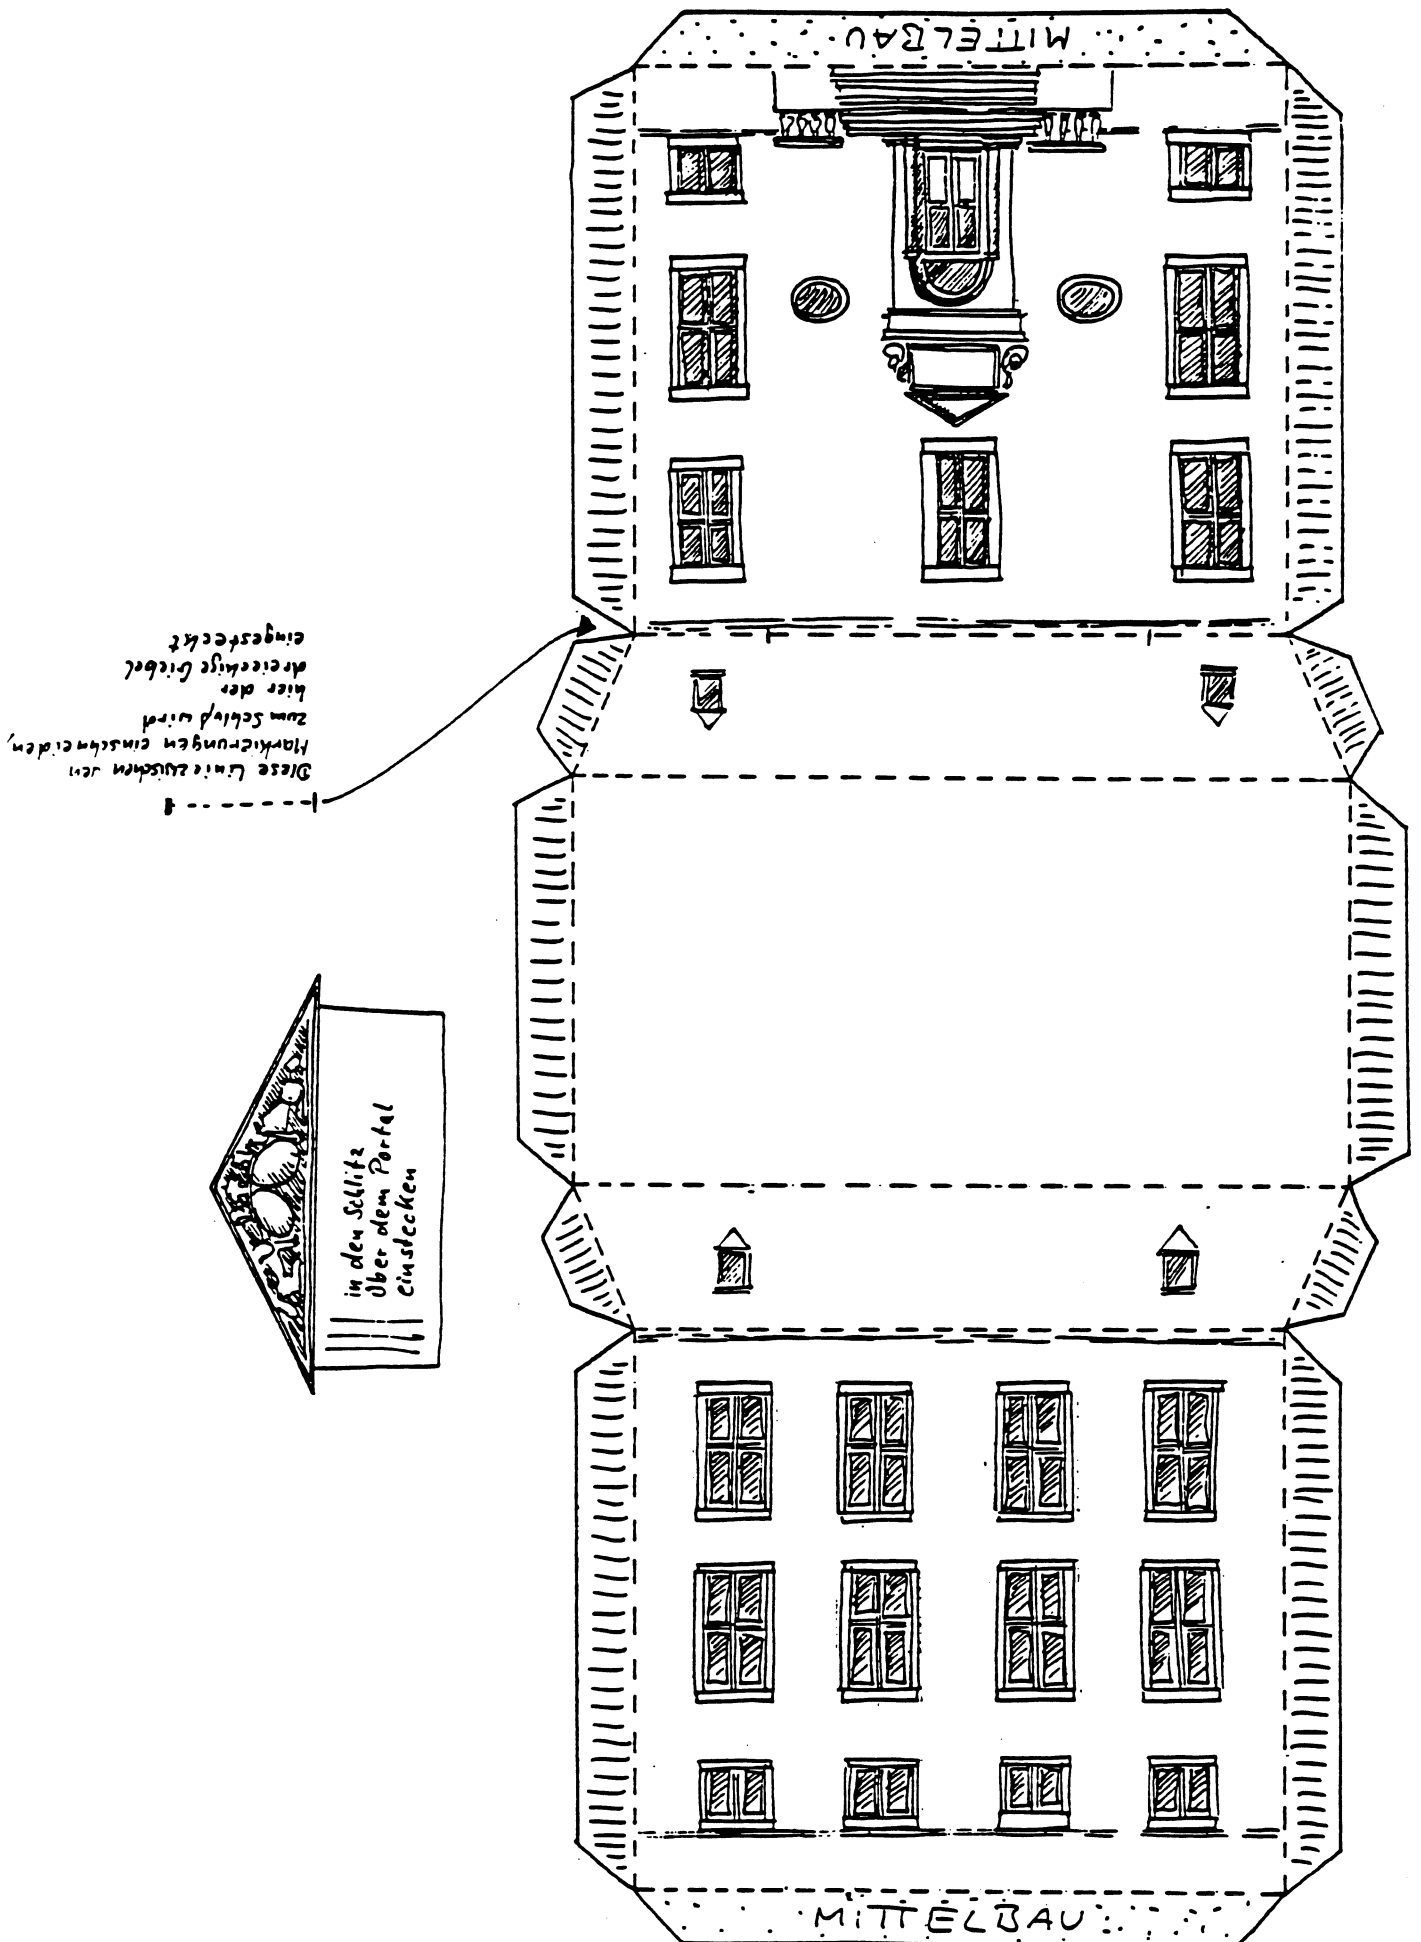 MITTELBAU
Diese Linie zwischen den
Markierungen einschneiden,
zum Schluß wird
hier der
dreieckige Giebel
eingesteckt
in den Schlitz
über dem Portal
einstecken
MITTELBAU